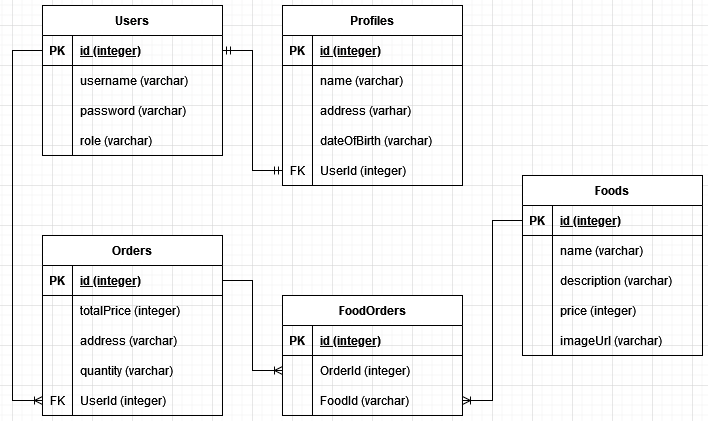 Users
PK id (integer)
username (varchar)
password (varchar)
role (varchar)
Profiles
PK id (integer)
name (varchar)
address (varhar)
dateOfBirth (varchar)
FK UserId (integer)
Foods
PK id (integer)
name (varchar)
description (varchar)
price (integer)
imageUrl (varchar)
Orders
PK id (integer)
totalPrice (integer)
address (varchar)
quantity (varchar)
FK UserId (integer)
FoodOrders
PK id (integer)
OrderId (integer)
FoodId (varchar)